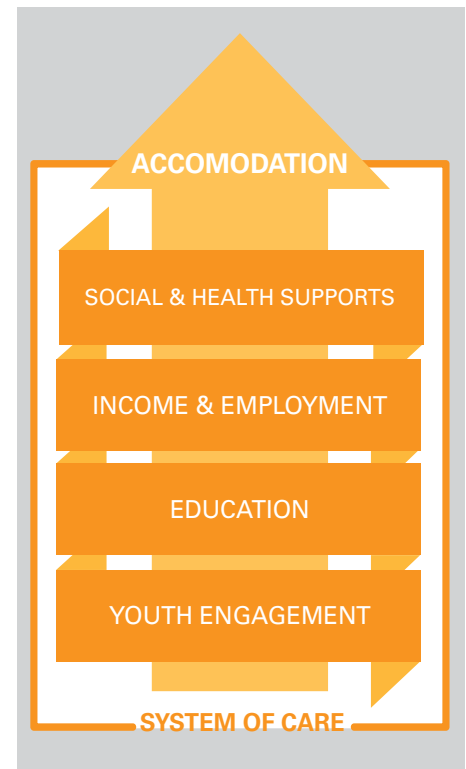 ACCOMODATION
SOCIAL & HEALTH SUPPORTS
INCOME & EMPLOYMENT
EDUCATION
YOUTH ENGAGEMENT
SYSTEM OF CARE